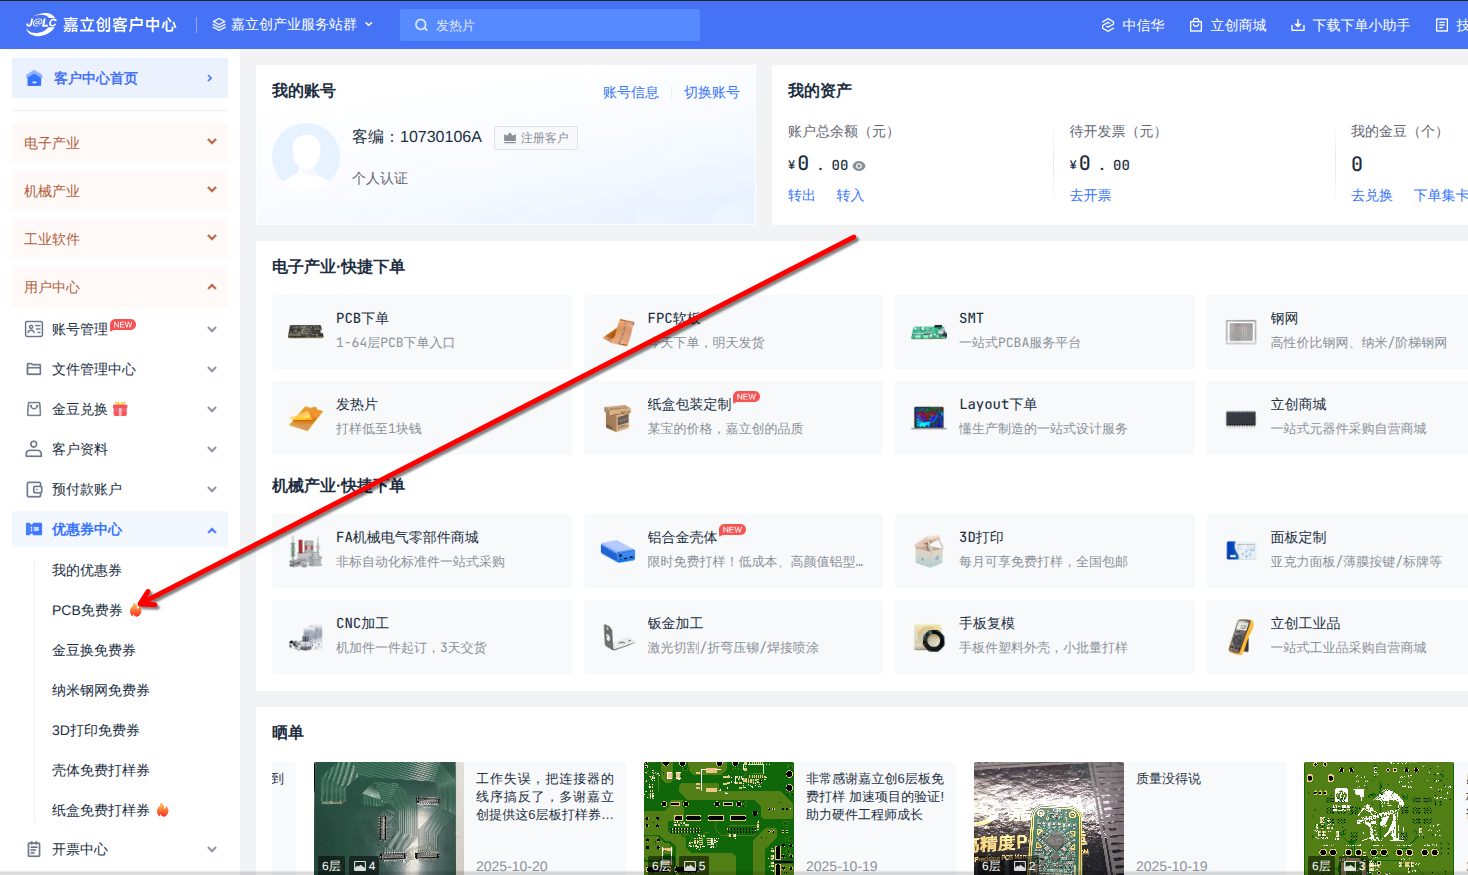 J@LC 嘉立创客户中心
嘉立创产业服务站群
发热片
中信华
立创商城
下载下单小助手
技
客户中心首页
电子产业
机械产业
工业软件
用户中心
账号管理 NEW
文件管理中心
金豆兑换
客户资料
预付款账户
优惠券中心
我的优惠券
PCB免费券
金豆换免费券
纳米钢网免费券
3D打印免费券
壳体免费打样券
纸盒免费打样券
开票中心
我的账号
账号信息
切换账号
客编：10730106A
注册客户
个人认证
我的资产
账户总余额（元）
¥0.00
转出 转入
待开发票（元）
¥0.00
去开票
我的金豆（个）
0
去兑换 下单集卡
电子产业·快捷下单
PCB下单
1-64层PCB下单入口
FPC软板
天下单，明天发货
SMT
一站式PCBA服务平台
钢网
高性价比钢网、纳米/阶梯钢网
发热片
打样低至1块钱
纸盒包装定制 NEW
某宝的价格，嘉立创的品质
Layout下单
懂生产制造的一站式设计服务
立创商城
一站式元器件采购自营商城
机械产业·快捷下单
FA机械电气零部件商城
非标自动化标准件一站式采购
铝合金壳体 NEW
限时免费打样！低成本、高颜值铝型…
3D打印
每月可享免费打样，全国包邮
面板定制
亚克力面板/薄膜按键/标牌等
CNC加工
机加件一件起订，3天交货
钣金加工
激光切割/折弯压铆/焊接喷涂
手板复模
手板件塑料外壳，小批量打样
立创工业品
一站式工业品采购自营商城
晒单
到
6层 4
工作失误，把连接器的
线序搞反了，多谢嘉立
创提供这6层板打样券…
2025-10-20
6层 5
非常感谢嘉立创6层板免
费打样 加速项目的验证!
助力硬件工程师成长
2025-10-19
高精度P
6层 2
质量没得说
2025-10-19
6层 3